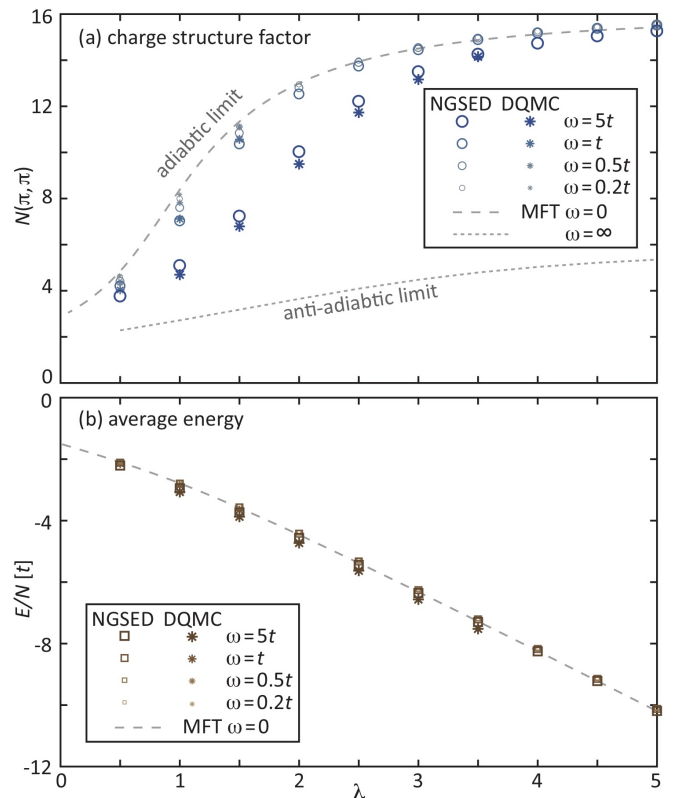 16
(a) charge structure factor
12
8
4
0
N(π,π)
adiabtic limit
anti-adiabtic limit
NGSED DQMC
ω=5t
ω=t
ω=0.5t
ω=0.2t
MFT ω=0
ω=∞
0
(b) average energy
-4
-8
-12
E/N [t]
NGSED DQMC
ω=5t
ω=t
ω=0.5t
ω=0.2t
MFT ω=0
0 1 2 3 4 5
λ